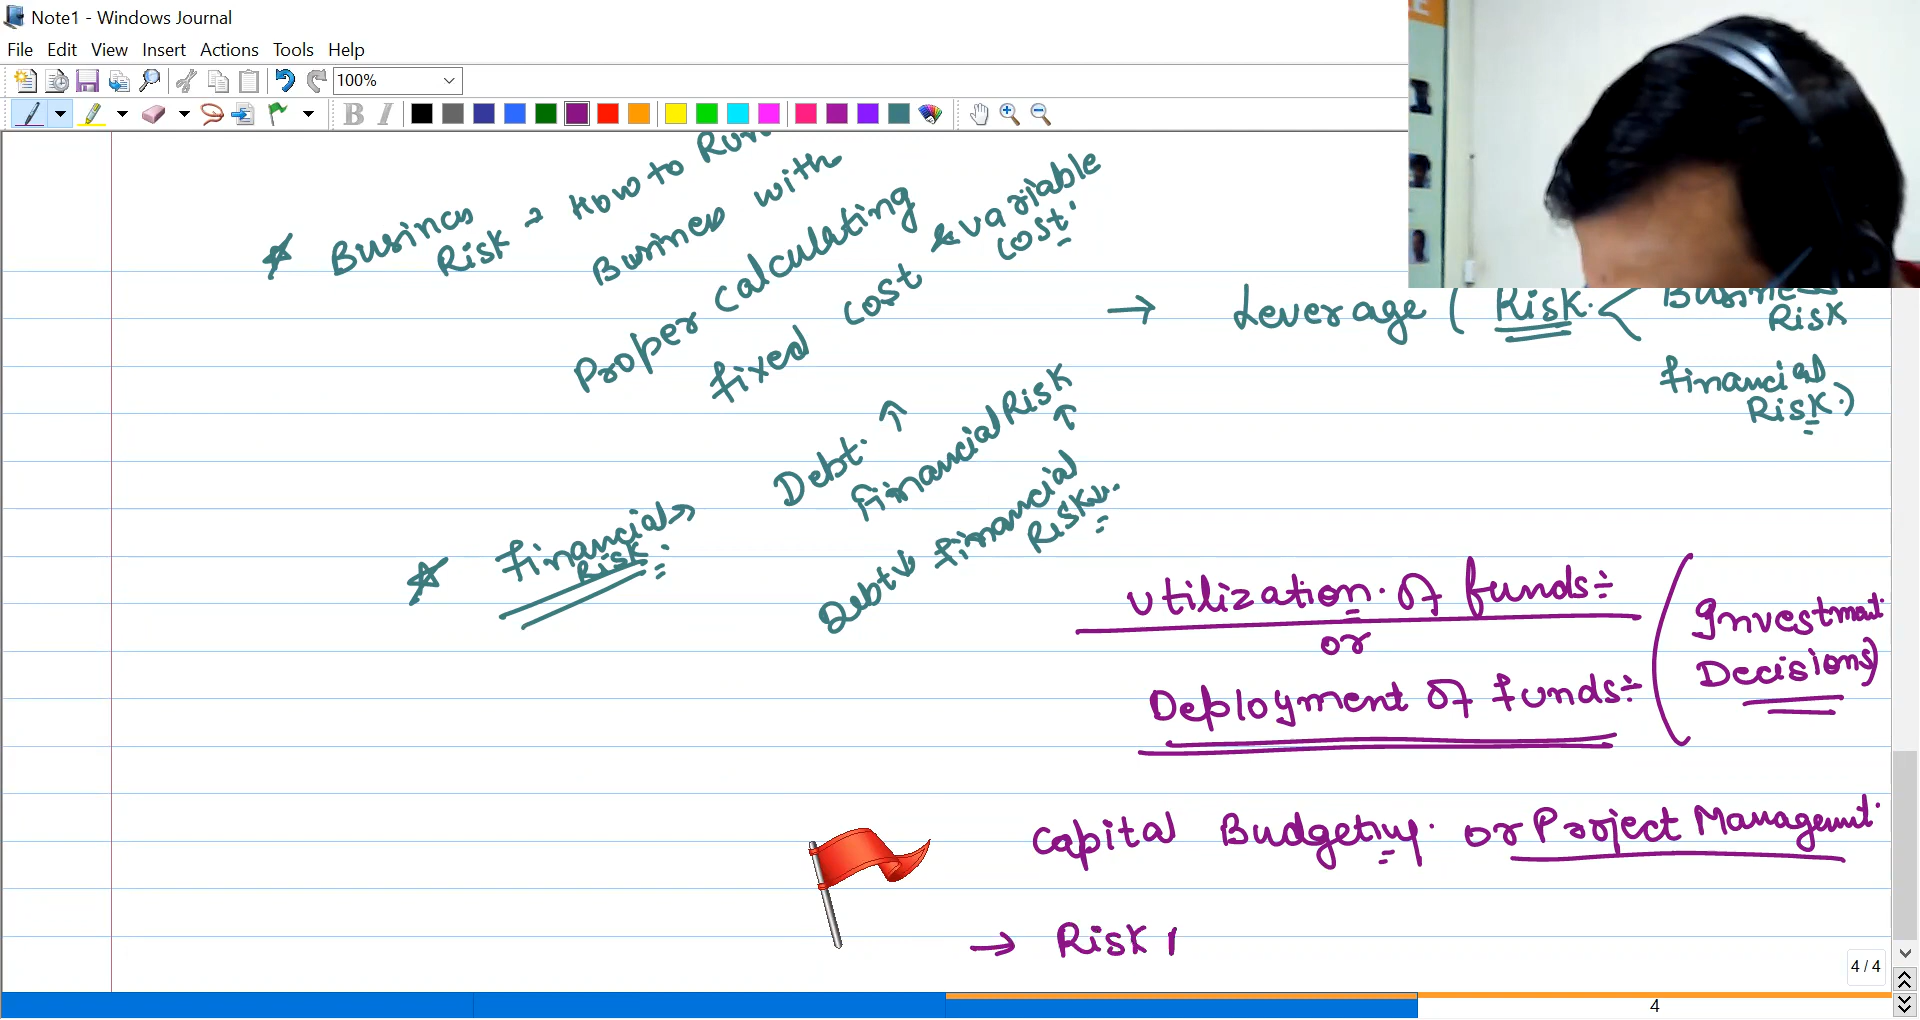 Note1 - Windows Journal
File Edit View Insert Actions Tools Help
100%
B I
Business Risk → How to Run
Business with
Proper Calculating
fixed cost & variable cost.
→ Leverage ( Risk. < Business Risk
financial Risk.)
Financial Risk. →
Debt. ↑
financial Risk ↑
Debt ↓ financial Risk ↓.
Utilization. of funds:-
or
Deployment of funds:-
(Investment.
Decisions)
Capital Budgeting. or Project Management.
→ Risk
4 / 4
4